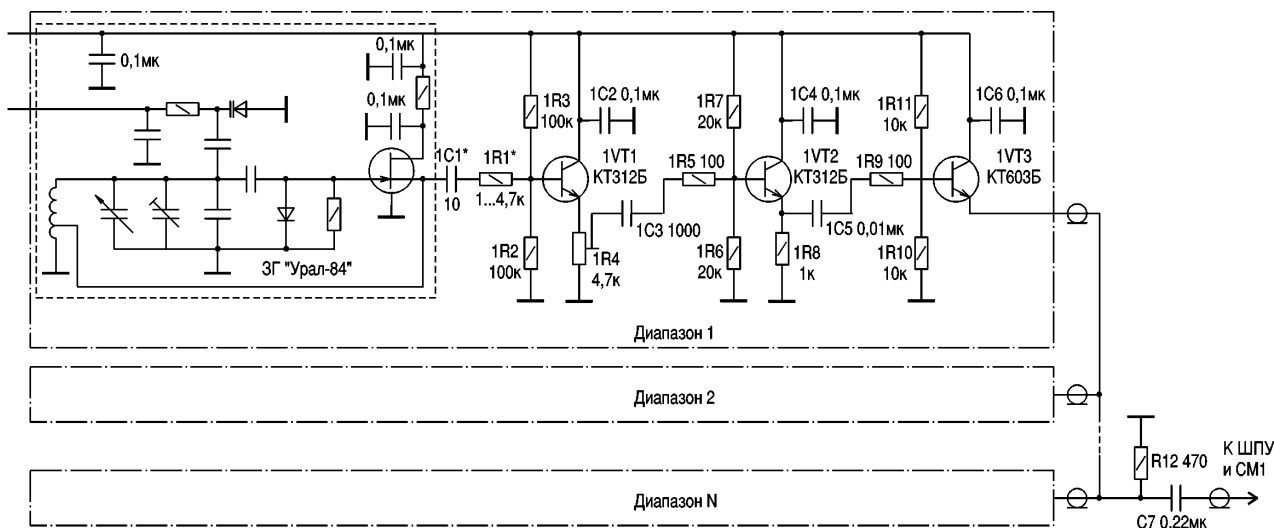 0,1мк
0,1мк
0,1мк
ЗГ "Урал-84"
1C1*
10
1R1*
1...4,7к
1R3
100к
1R2
100к
1C2 0,1мк
1VT1
КТ312Б
1R4
4,7к
1C3 1000
1R5 100
1R7
20к
1R6
20к
1C4 0,1мк
1VT2
КТ312Б
1R8
1к
1C5 0,01мк
1R9 100
1R11
10к
1R10
10к
1C6 0,1мк
1VT3
КТ603Б
Диапазон 1
Диапазон 2
Диапазон N
R12 470
C7 0,22мк
К ШПУ
и СМ1